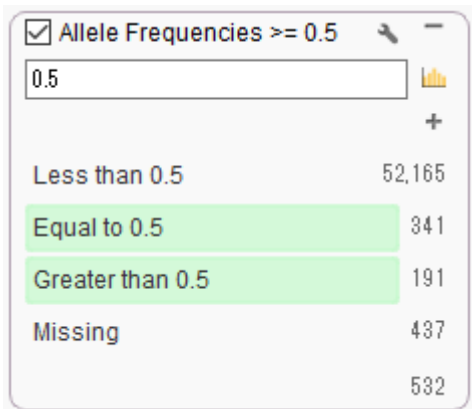 Allele Frequencies >= 0.5
0.5
Less than 0.5 52,165
Equal to 0.5 341
Greater than 0.5 191
Missing 437
532